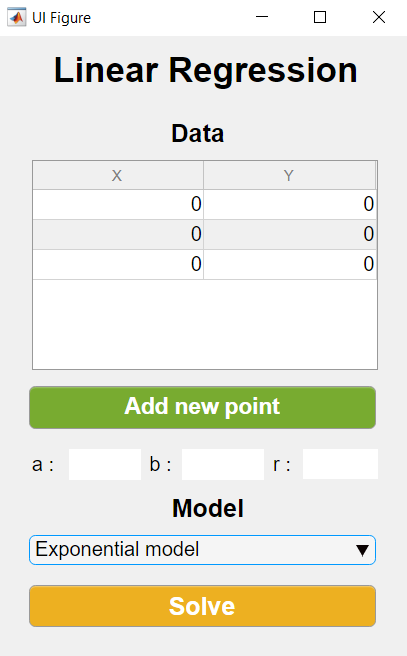 UI Figure
Linear Regression
Data
X Y
0 0
0 0
0 0
Add new point
a : b : r :
Model
Exponential model
Solve